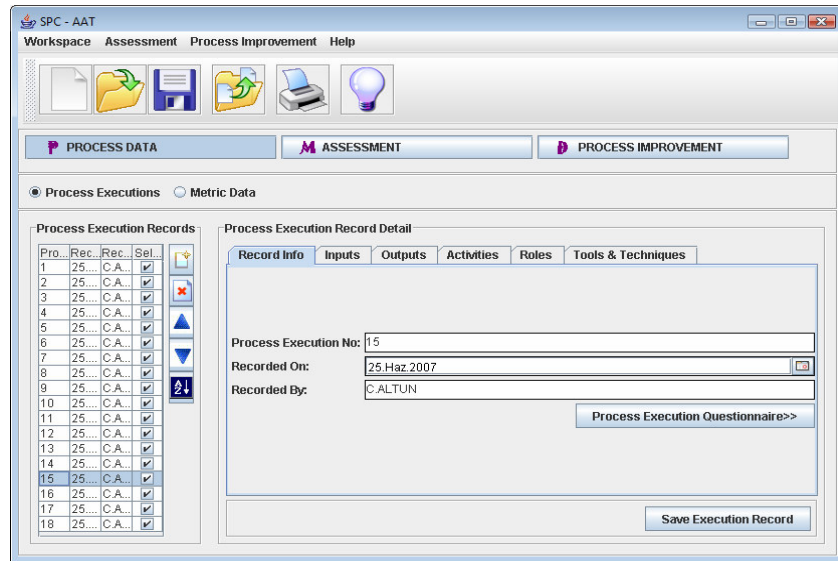 SPC - AAT
Workspace Assessment Process Improvement Help
P PROCESS DATA M ASSESSMENT D PROCESS IMPROVEMENT
Process Executions Metric Data
Process Execution Records
Pro... Rec... Rec... Sel...
1 25.... C.A...
2 25.... C.A...
3 25.... C.A...
4 25.... C.A...
5 25.... C.A...
6 25.... C.A...
7 25.... C.A...
8 25.... C.A...
9 25.... C.A...
10 25.... C.A...
11 25.... C.A...
12 25.... C.A...
13 25.... C.A...
14 25.... C.A...
15 25.... C.A...
16 25.... C.A...
17 25.... C.A...
18 25.... C.A...
A Z
Process Execution Record Detail
Record Info Inputs Outputs Activities Roles Tools & Techniques
Process Execution No: 15
Recorded On: 25.Haz.2007
Recorded By: C.ALTUN
Process Execution Questionnaire>>
Save Execution Record